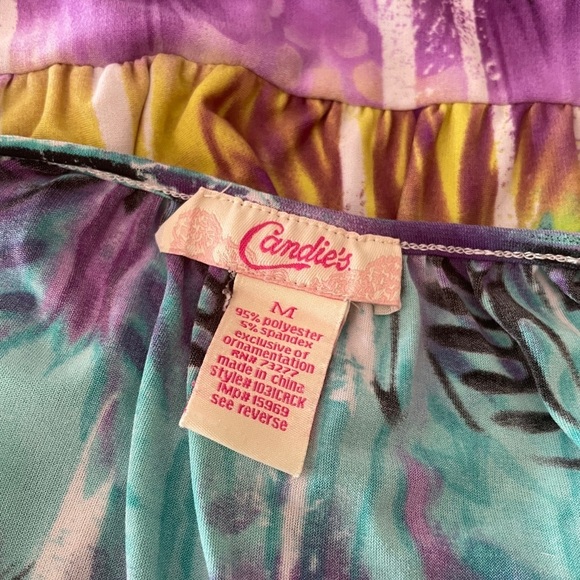 Candie's
M
95% polyester
5% spandex
exclusive of
ornamentation
RN# 73277
made in china
style# 1031CRCK
IMP# 15969
see reverse